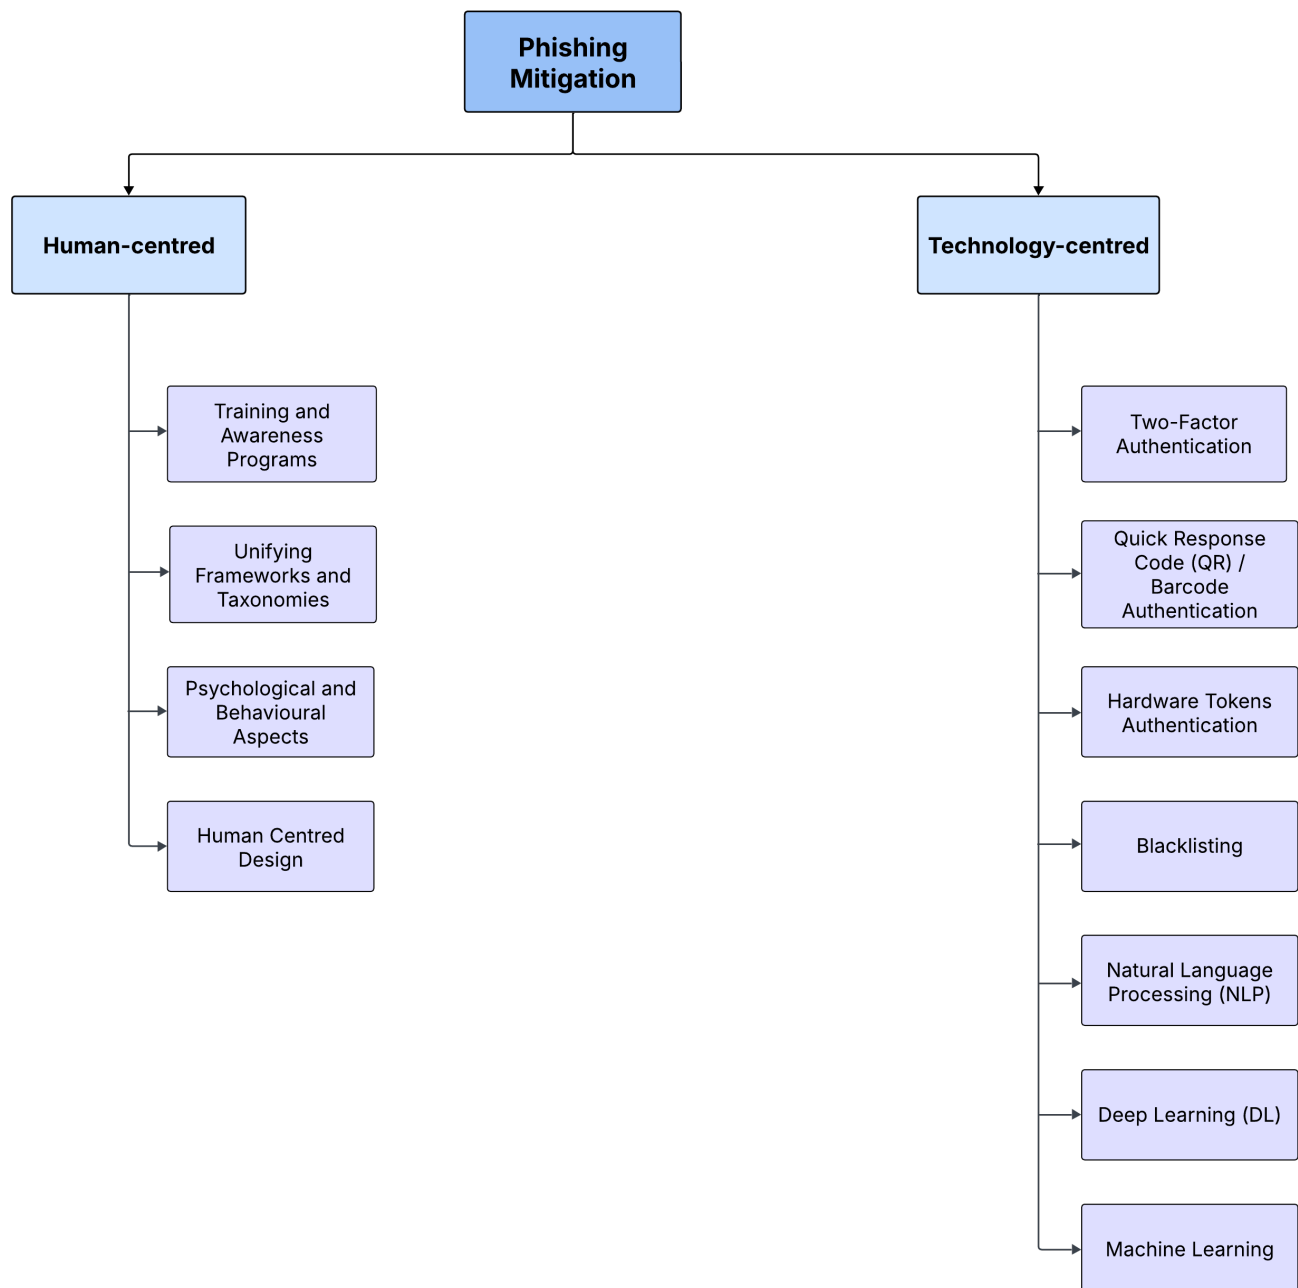 Phishing
Mitigation
Human-centred
Technology-centred
Training and
Awareness
Programs
Unifying
Frameworks and
Taxonomies
Psychological and
Behavioural
Aspects
Human Centred
Design
Two-Factor
Authentication
Quick Response
Code (QR) /
Barcode
Authentication
Hardware Tokens
Authentication
Blacklisting
Natural Language
Processing (NLP)
Deep Learning (DL)
Machine Learning